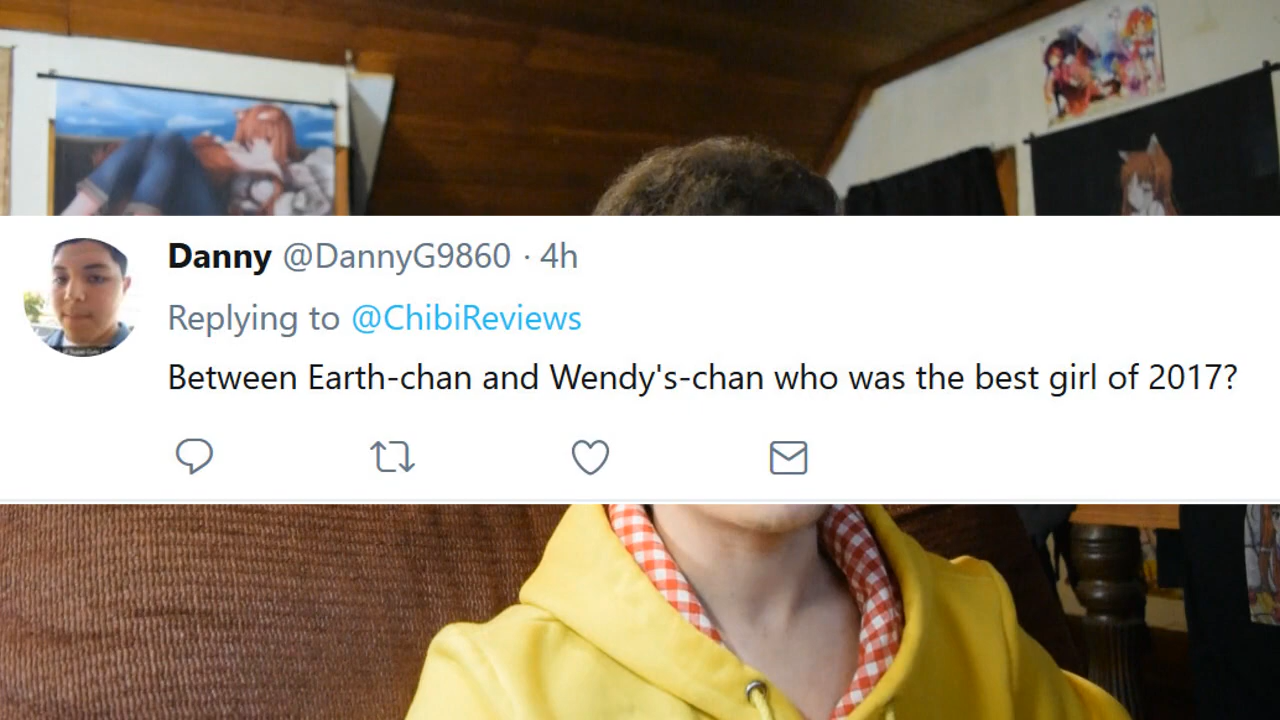 Danny @DannyG9860 · 4h
Replying to @ChibiReviews
Between Earth-chan and Wendy's-chan who was the best girl of 2017?